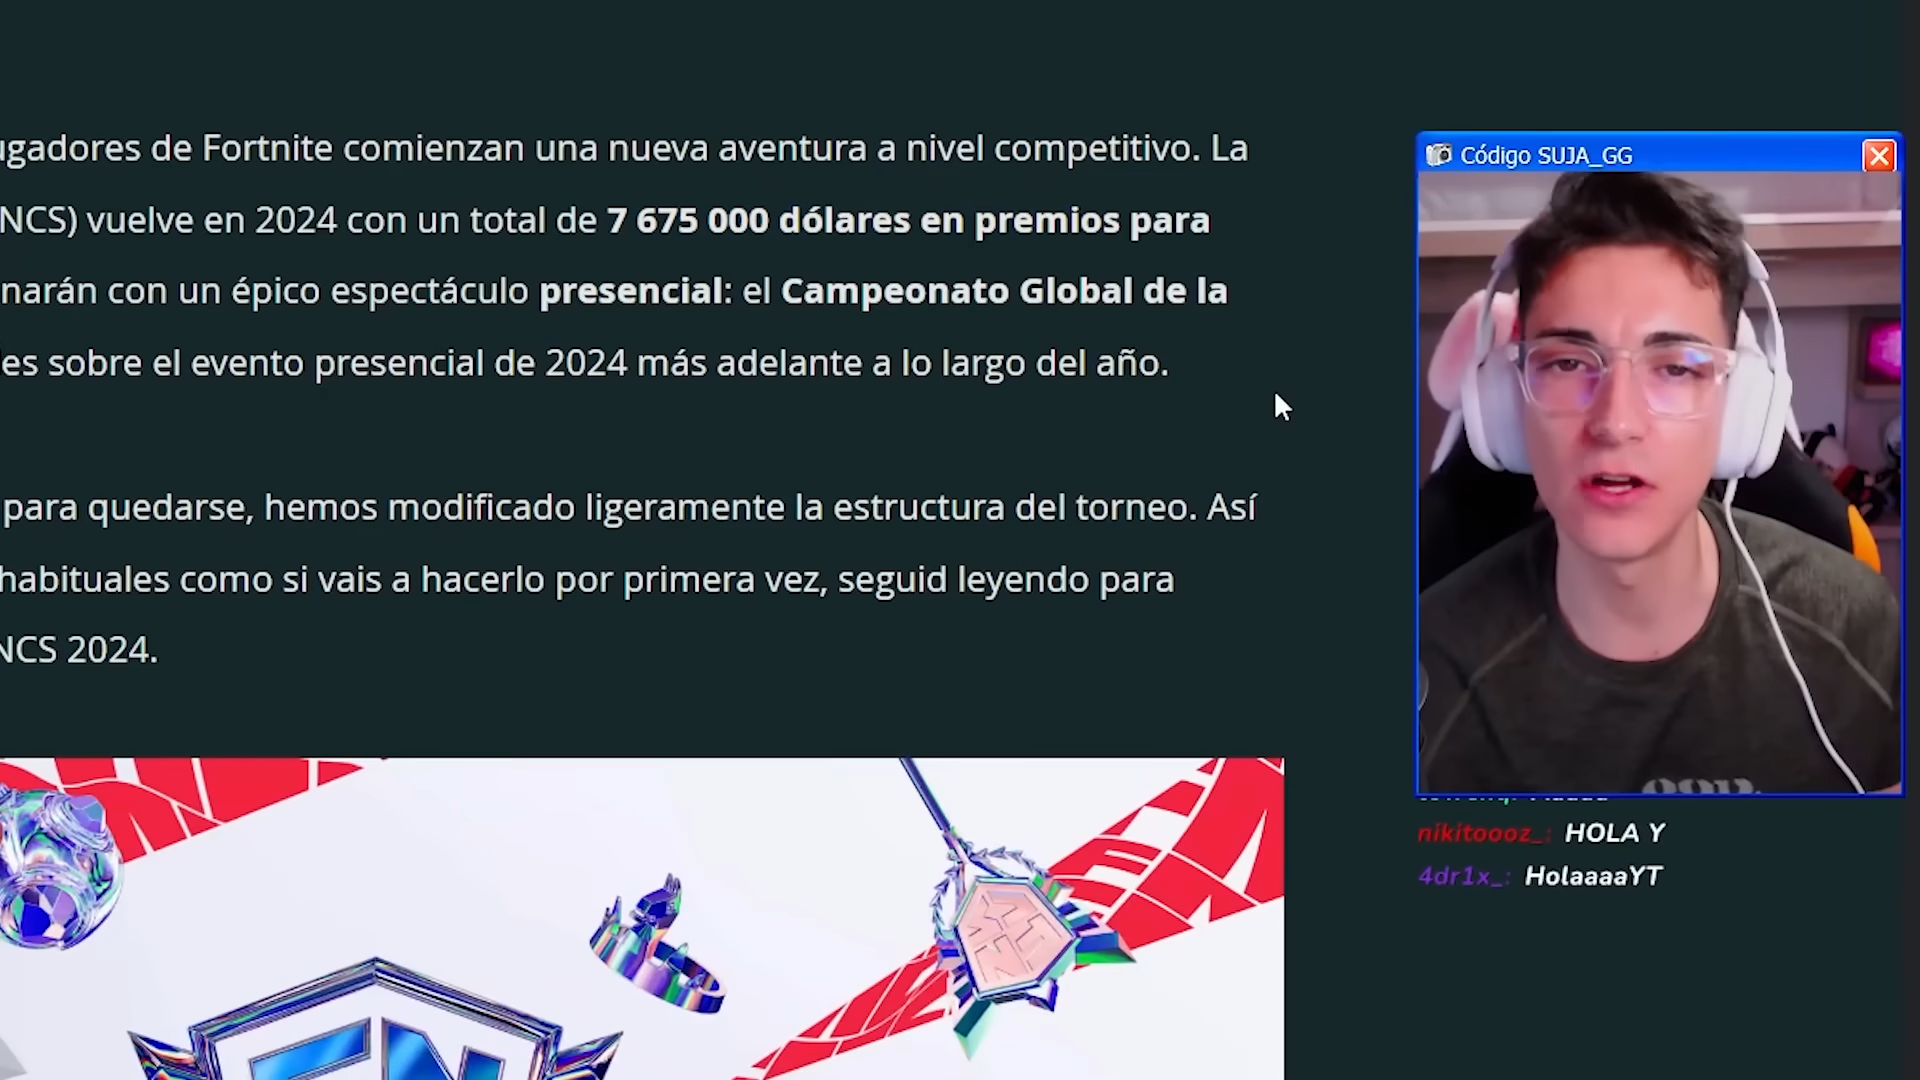 ugadores de Fortnite comienzan una nueva aventura a nivel competitivo. La
NCS) vuelve en 2024 con un total de 7 675 000 dólares en premios para
narán con un épico espectáculo presencial: el Campeonato Global de la
es sobre el evento presencial de 2024 más adelante a lo largo del año.
para quedarse, hemos modificado ligeramente la estructura del torneo. Así
habituales como si vais a hacerlo por primera vez, seguid leyendo para
NCS 2024.
Código SUJA_GG
nikitoooz_: HOLA Y
4dr1x_: HolaaaaYT
FN